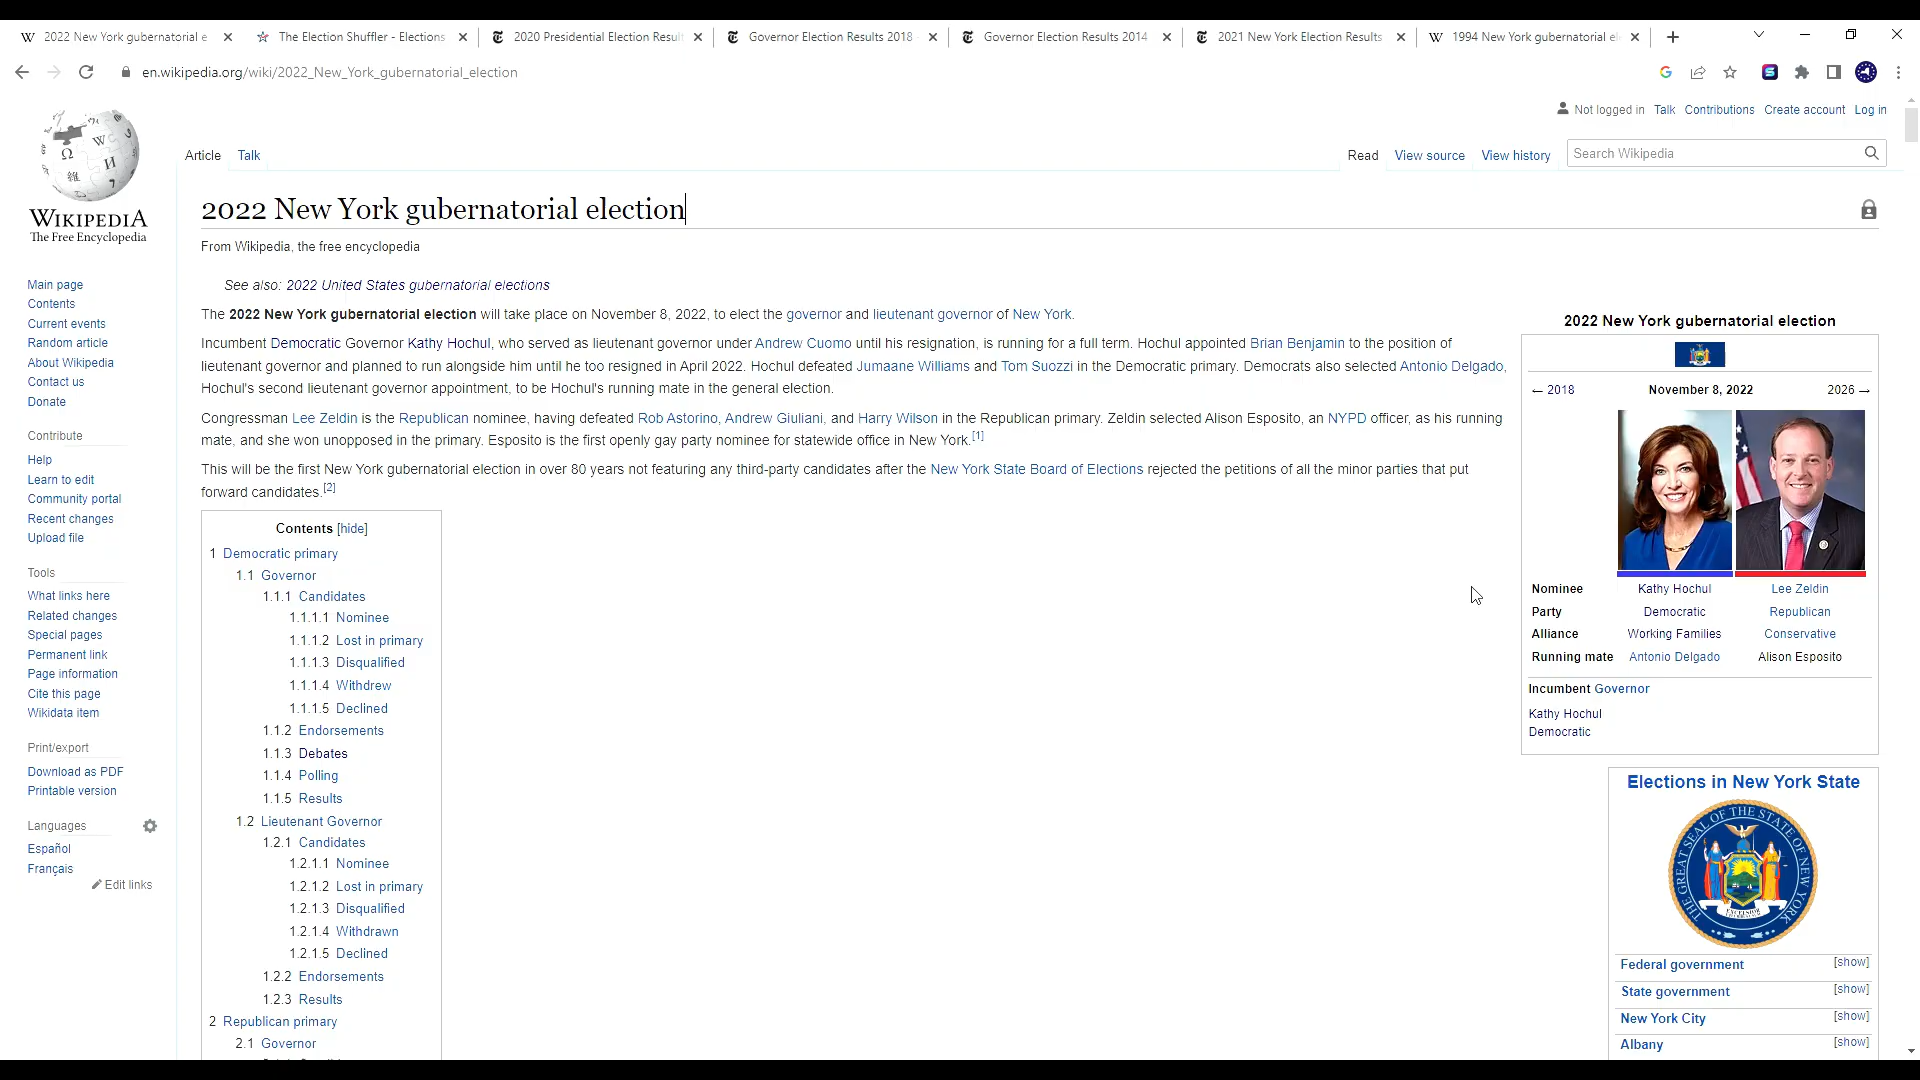 2022 New York gubernatorial e
The Election Shuffler - Elections
2020 Presidential Election Resul
Governor Election Results 2018
Governor Election Results 2014
2021 New York Election Results
1994 New York gubernatorial el
en.wikipedia.org/wiki/2022_New_York_gubernatorial_election
Not logged in Talk Contributions Create account Log in
Article Talk
Read View source View history
Search Wikipedia
WIKIPEDIA
The Free Encyclopedia
Main page
Contents
Current events
Random article
About Wikipedia
Contact us
Donate
Contribute
Help
Learn to edit
Community portal
Recent changes
Upload file
Tools
What links here
Related changes
Special pages
Permanent link
Page information
Cite this page
Wikidata item
Print/export
Download as PDF
Printable version
Languages
Español
Français
Edit links
2022 New York gubernatorial election
From Wikipedia, the free encyclopedia
See also: 2022 United States gubernatorial elections
The 2022 New York gubernatorial election will take place on November 8, 2022, to elect the governor and lieutenant governor of New York.
Incumbent Democratic Governor Kathy Hochul, who served as lieutenant governor under Andrew Cuomo until his resignation, is running for a full term. Hochul appointed Brian Benjamin to the position of
lieutenant governor and planned to run alongside him until he too resigned in April 2022. Hochul defeated Jumaane Williams and Tom Suozzi in the Democratic primary. Democrats also selected Antonio Delgado,
Hochul's second lieutenant governor appointment, to be Hochul's running mate in the general election.
Congressman Lee Zeldin is the Republican nominee, having defeated Rob Astorino, Andrew Giuliani, and Harry Wilson in the Republican primary. Zeldin selected Alison Esposito, an NYPD officer, as his running
mate, and she won unopposed in the primary. Esposito is the first openly gay party nominee for statewide office in New York.[1]
This will be the first New York gubernatorial election in over 80 years not featuring any third-party candidates after the New York State Board of Elections rejected the petitions of all the minor parties that put
forward candidates.[2]
Contents [hide]
1 Democratic primary
1.1 Governor
1.1.1 Candidates
1.1.1.1 Nominee
1.1.1.2 Lost in primary
1.1.1.3 Disqualified
1.1.1.4 Withdrew
1.1.1.5 Declined
1.1.2 Endorsements
1.1.3 Debates
1.1.4 Polling
1.1.5 Results
1.2 Lieutenant Governor
1.2.1 Candidates
1.2.1.1 Nominee
1.2.1.2 Lost in primary
1.2.1.3 Disqualified
1.2.1.4 Withdrawn
1.2.1.5 Declined
1.2.2 Endorsements
1.2.3 Results
2 Republican primary
2.1 Governor
2022 New York gubernatorial election
← 2018 November 8, 2022 2026 →
Nominee Kathy Hochul Lee Zeldin
Party Democratic Republican
Alliance Working Families Conservative
Running mate Antonio Delgado Alison Esposito
Incumbent Governor
Kathy Hochul
Democratic
Elections in New York State
THE GREAT SEAL OF THE STATE OF NEW YORK
EXCELSIOR
Federal government [show]
State government [show]
New York City [show]
Albany [show]